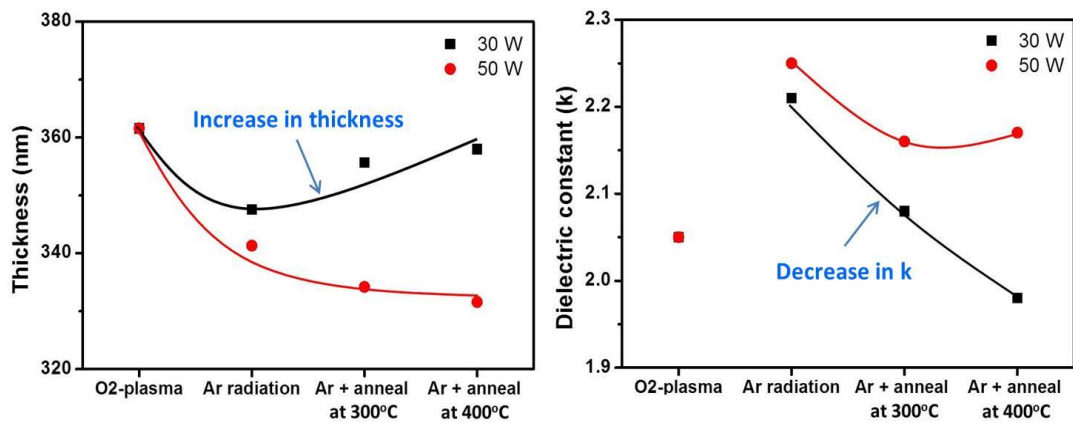 Thickness (nm)
380
360
340
320
30 W
50 W
Increase in thickness
O2-plasma
Ar radiation
Ar + anneal
at 300°C
Ar + anneal
at 400°C
Dielectric constant (k)
2.3
2.2
2.1
2.0
1.9
30 W
50 W
Decrease in k
O2-plasma
Ar radiation
Ar + anneal
at 300°C
Ar + anneal
at 400°C